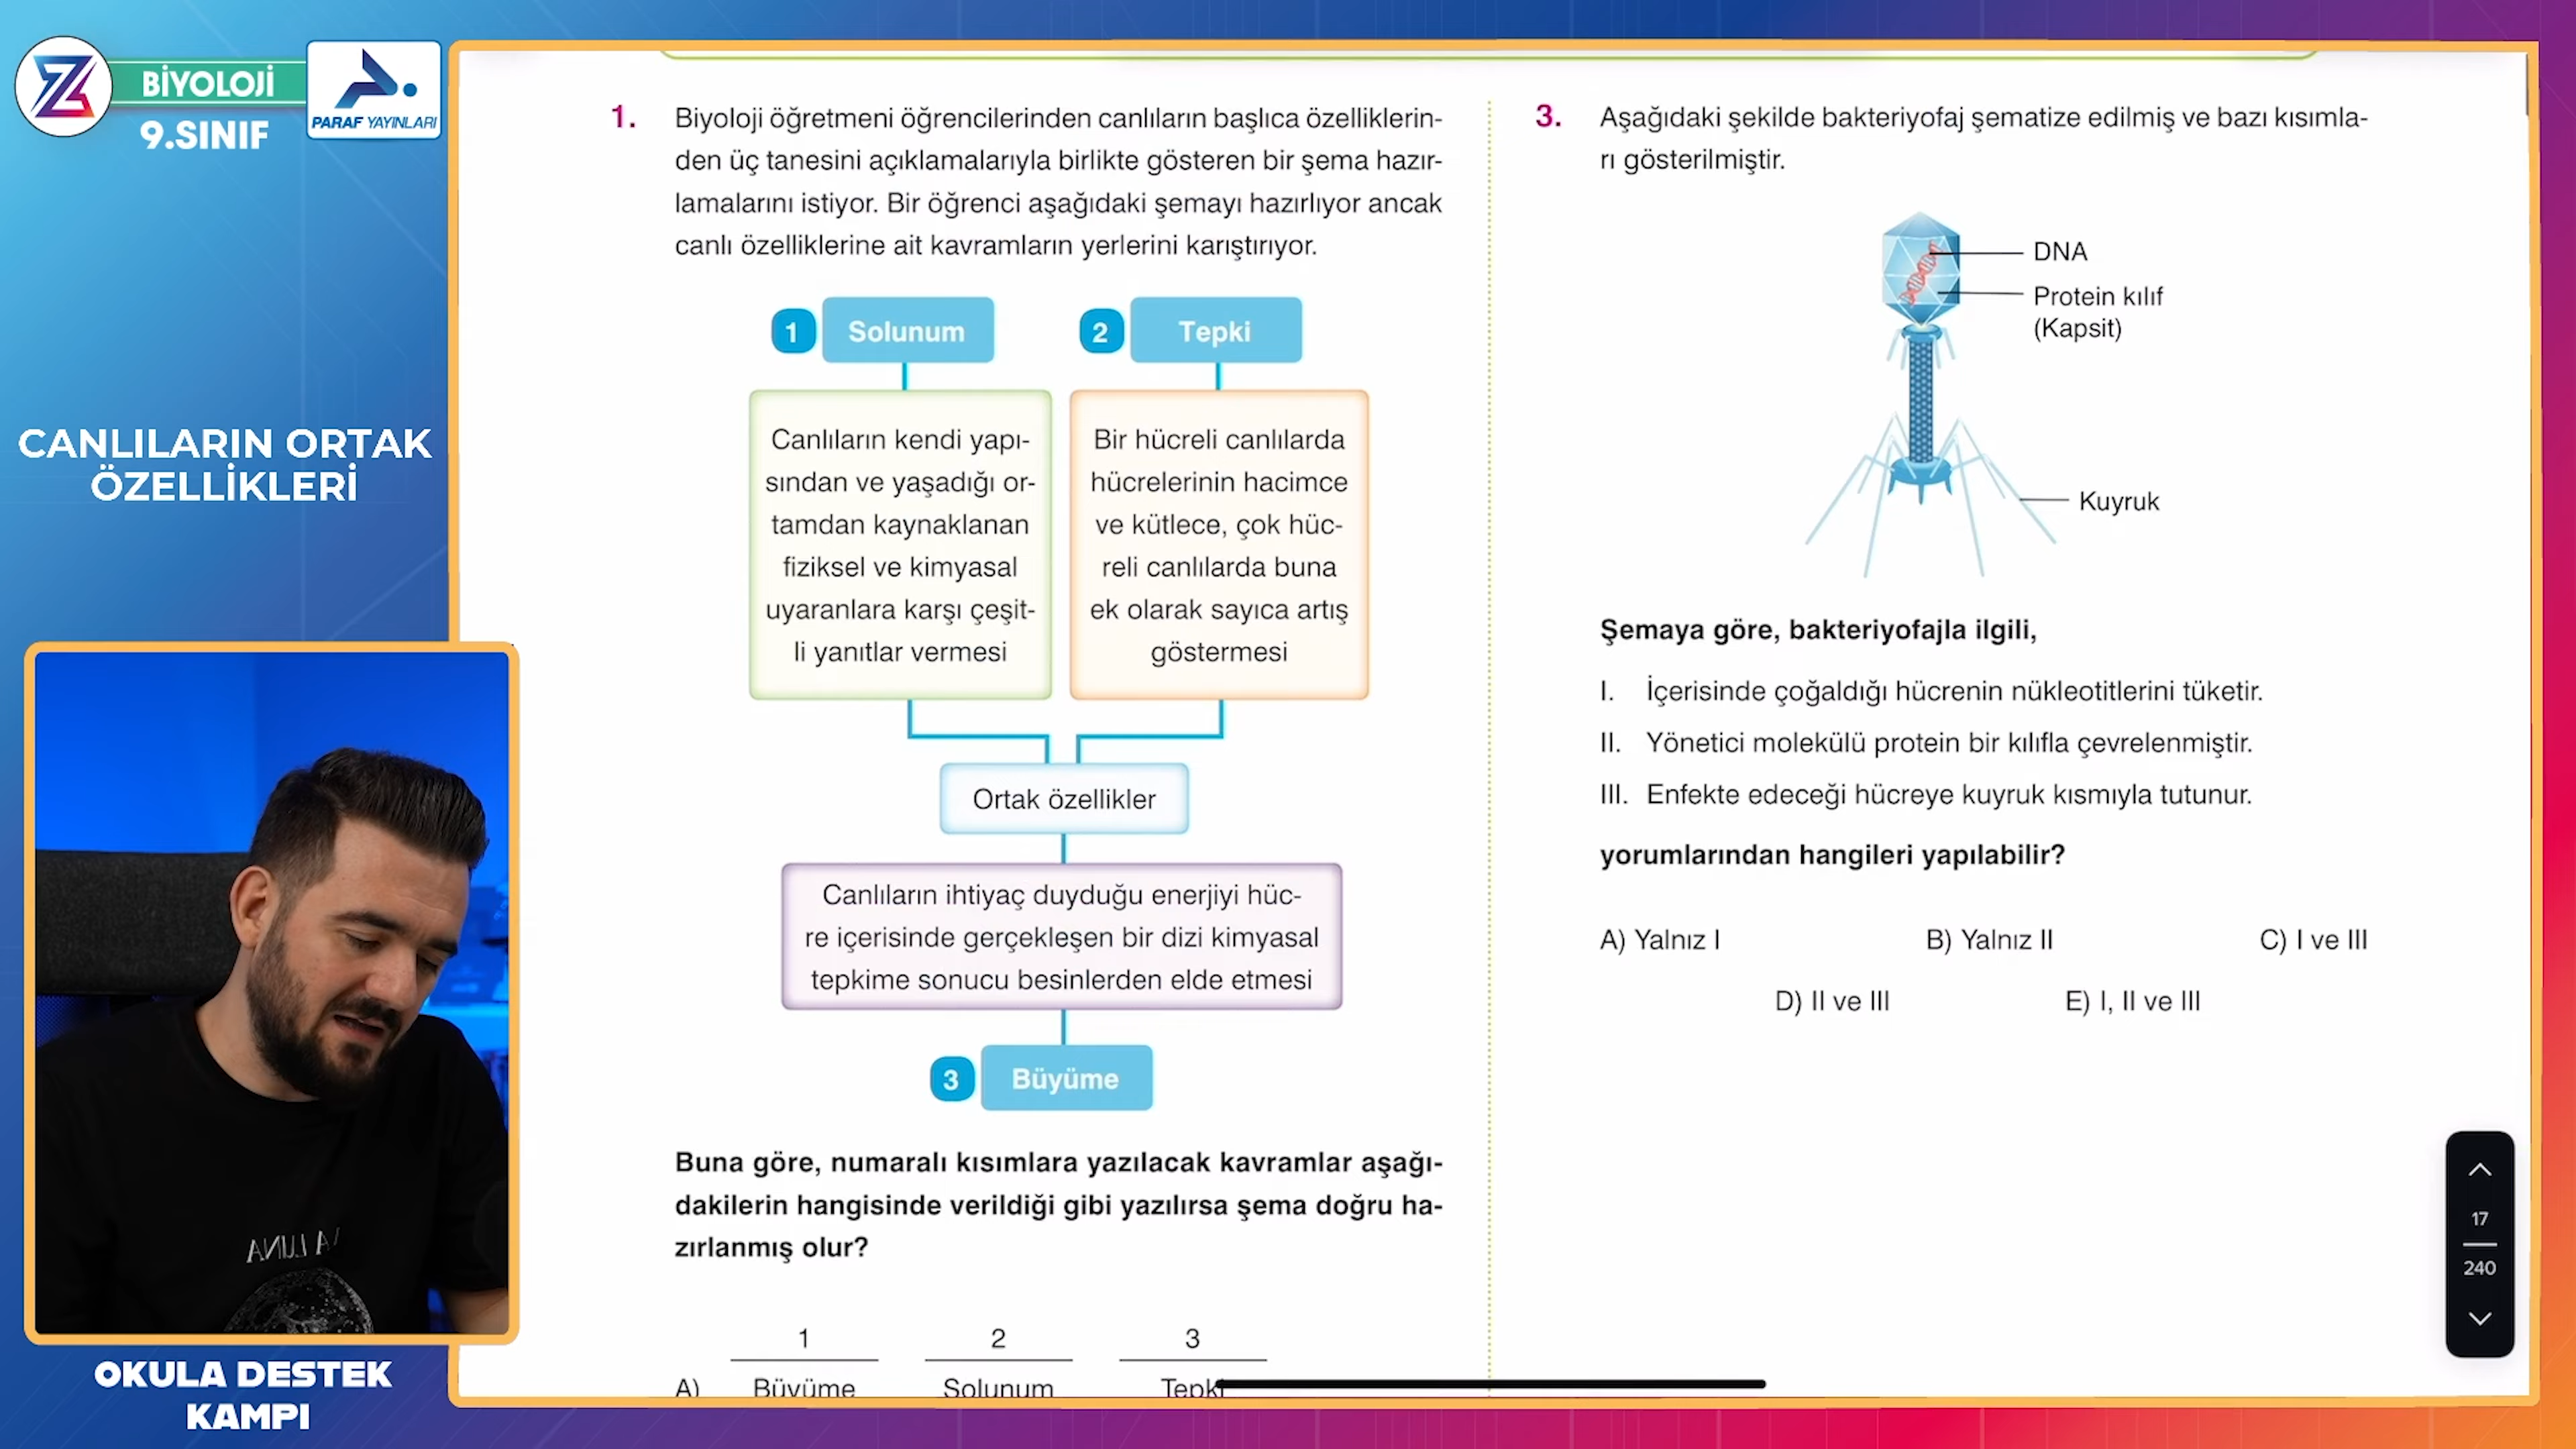 BİYOLOJİ
9.SINIF
PARAF YAYINLARI
CANLILARIN ORTAK
ÖZELLİKLERİ
OKULA DESTEK
KAMPI
1. Biyoloji öğretmeni öğrencilerinden canlıların başlıca özelliklerin-
den üç tanesini açıklamalarıyla birlikte gösteren bir şema hazır-
lamalarını istiyor. Bir öğrenci aşağıdaki şemayı hazırlıyor ancak
canlı özelliklerine ait kavramların yerlerini karıştırıyor.
1 Solunum
Canlıların kendi yapı-
sından ve yaşadığı or-
tamdan kaynaklanan
fiziksel ve kimyasal
uyaranlara karşı çeşit-
li yanıtlar vermesi
2 Tepki
Bir hücreli canlılarda
hücrelerinin hacimce
ve kütlece, çok hüc-
reli canlılarda buna
ek olarak sayıca artış
göstermesi
Ortak özellikler
Canlıların ihtiyaç duyduğu enerjiyi hüc-
re içerisinde gerçekleşen bir dizi kimyasal
tepkime sonucu besinlerden elde etmesi
3 Büyüme
Buna göre, numaralı kısımlara yazılacak kavramlar aşağı-
dakilerin hangisinde verildiği gibi yazılırsa şema doğru ha-
zırlanmış olur?
1 2 3
A) Büyüme Solunum Tepki
3. Aşağıdaki şekilde bakteriyofaj şematize edilmiş ve bazı kısımla-
rı gösterilmiştir.
DNA
Protein kılıf
(Kapsit)
Kuyruk
Şemaya göre, bakteriyofajla ilgili,
I. İçerisinde çoğaldığı hücrenin nükleotitlerini tüketir.
II. Yönetici molekülü protein bir kılıfla çevrelenmiştir.
III. Enfekte edeceği hücreye kuyruk kısmıyla tutunur.
yorumlarından hangileri yapılabilir?
A) Yalnız I B) Yalnız II C) I ve III
D) II ve III E) I, II ve III
17
240